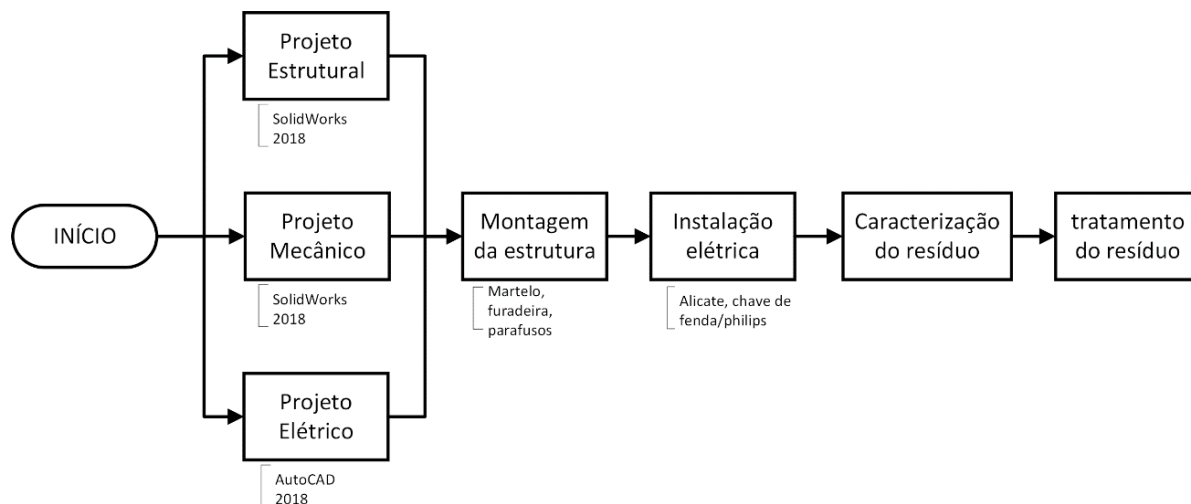 Projeto
Estrutural
SolidWorks
2018
INÍCIO
Projeto
Mecânico
SolidWorks
2018
Projeto
Elétrico
AutoCAD
2018
Montagem
da estrutura
Martelo,
furadeira,
parafusos
Instalação
elétrica
Alicate, chave de
fenda/philips
Caracterização
do resíduo
tratamento
do resíduo